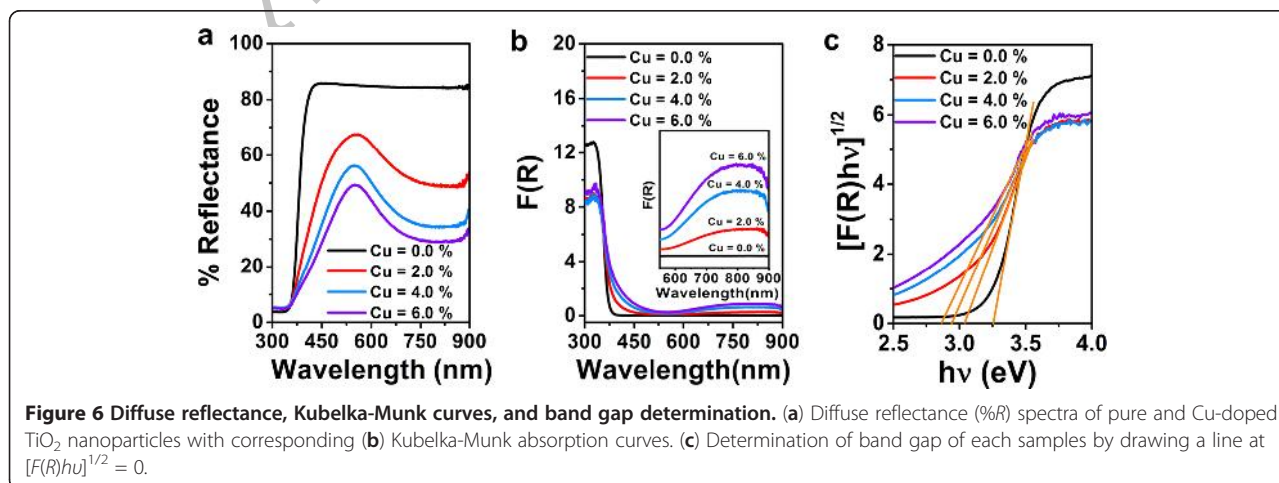 a
b
c
% Reflectance
100
80
60
40
20
0
Cu = 0.0 %
Cu = 2.0 %
Cu = 4.0 %
Cu = 6.0 %
300 450 600 750 900
Wavelength (nm)
F(R)
20
16
12
8
4
0
Cu = 0.0 %
Cu = 2.0 %
Cu = 4.0 %
Cu = 6.0 %
F(R)
Cu = 6.0%
Cu = 4.0 %
Cu = 2.0 %
Cu = 0.0 %
600 700 800 900
Wavelength(nm)
300 450 600 750 900
Wavelength(nm)
[F(R)hν]1/2
8
6
4
2
0
Cu = 0.0 %
Cu = 2.0 %
Cu = 4.0 %
Cu = 6.0 %
2.5 3.0 3.5 4.0
hν (eV)
Figure 6 Diffuse reflectance, Kubelka-Munk curves, and band gap determination. (a) Diffuse reflectance (%R) spectra of pure and Cu-doped
TiO2 nanoparticles with corresponding (b) Kubelka-Munk absorption curves. (c) Determination of band gap of each samples by drawing a line at
[F(R)hυ]1/2 = 0.